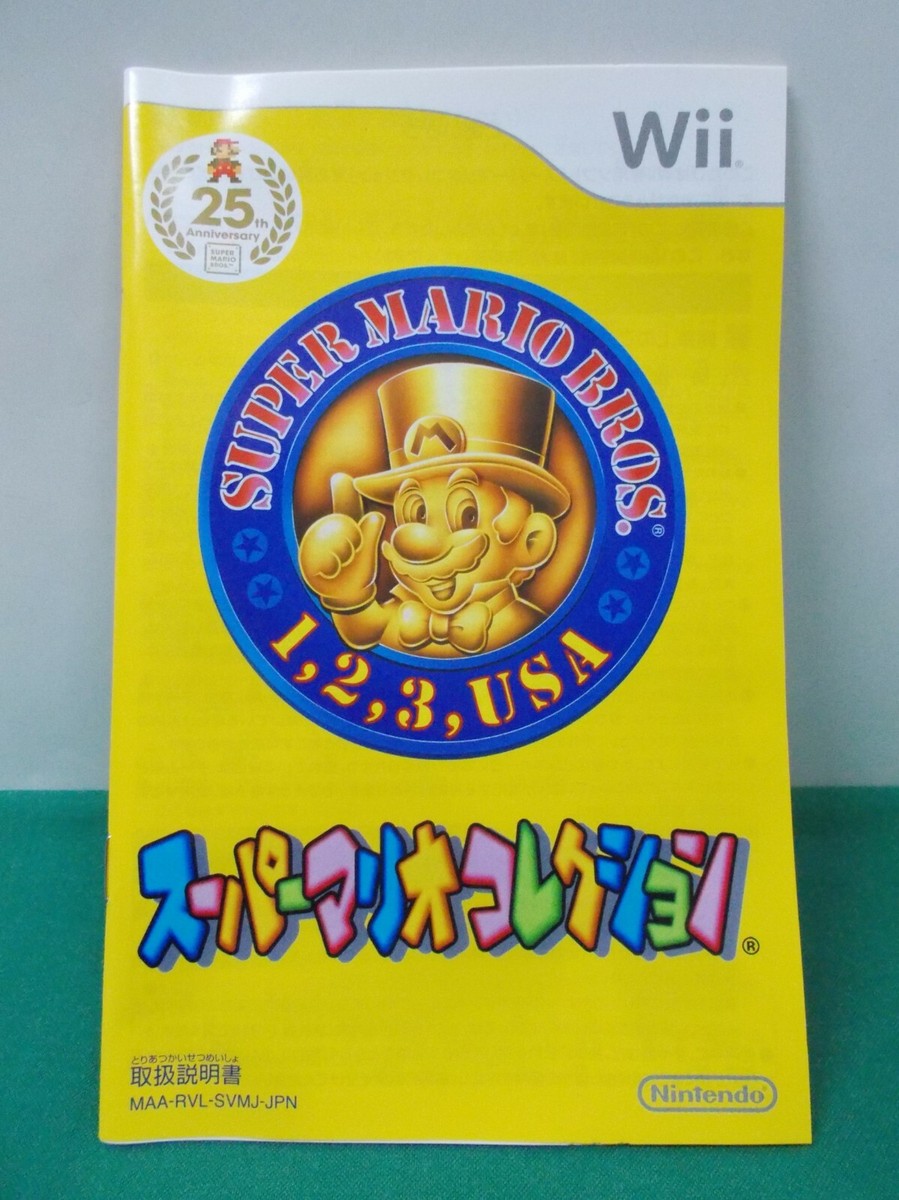 Wii
25th
Anniversary
SUPER
MARIO
BROS.™
SUPER MARIO BROS.®
M
1,2,3,USA
スーパーマリオコレクション®
とりあつかいせつめいしょ
取扱説明書
MAA-RVL-SVMJ-JPN
Nintendo®